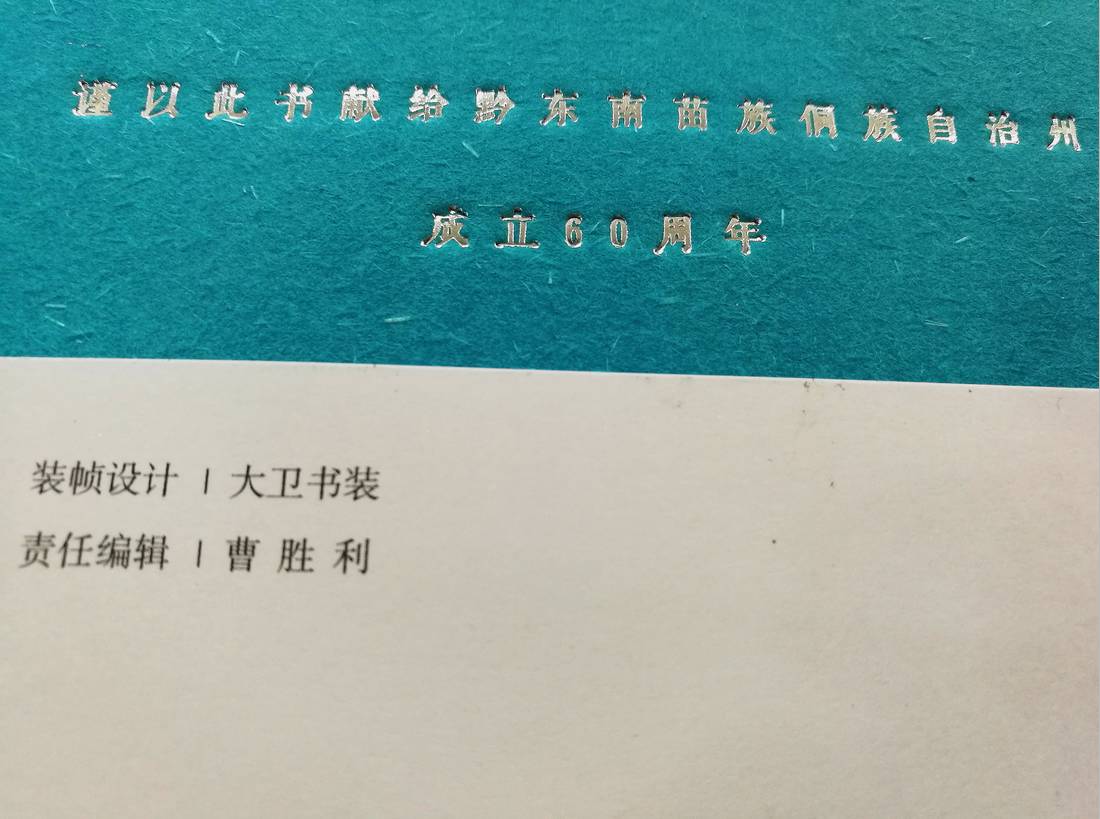 谨以此书献给黔东南苗族侗族自治州
成立60周年
装帧设计 | 大卫书装
责任编辑 | 曹胜利